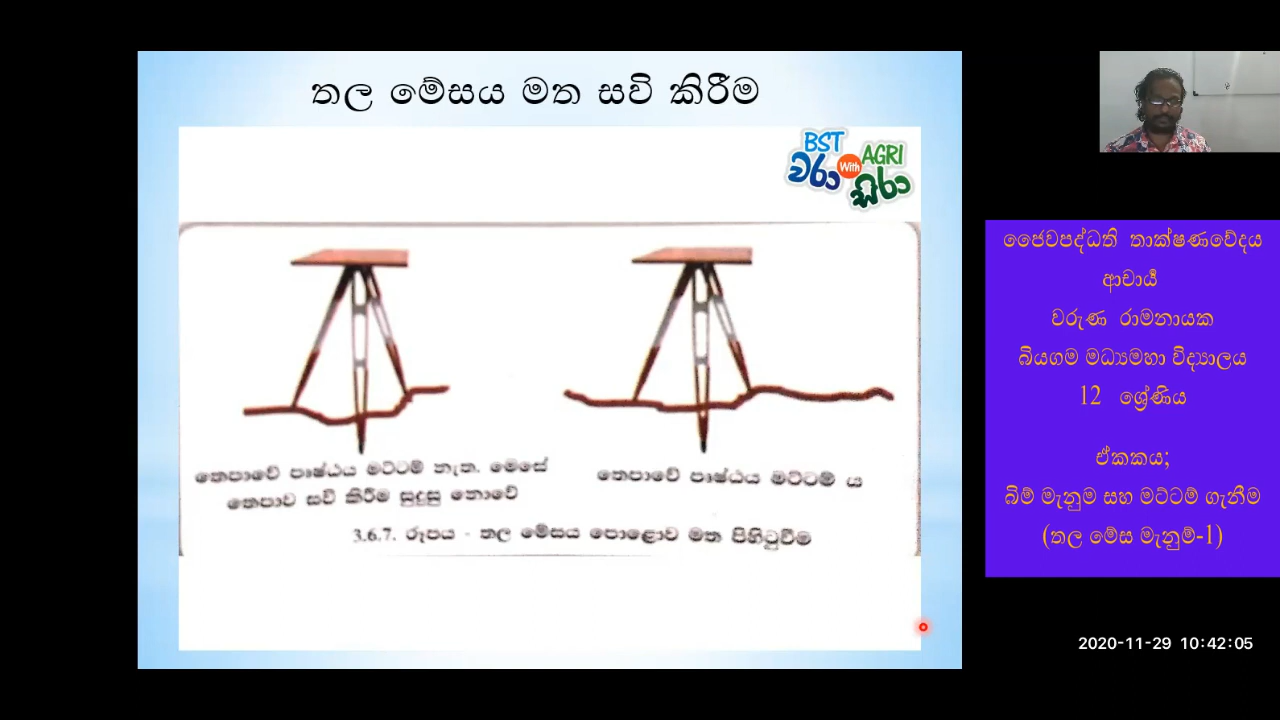 තල මේසය මත සවි කිරීම
BST
With
AGRI
චරා
සිරා
තෙපාවේ පෘෂ්ඨය මට්ටම් නැත. මෙසේ
තෙපාව සවි කිරීම සුදුසු නොවේ
තෙපාවේ පෘෂ්ඨය මට්ටම් ය
3.6.7. රූපය - තල මේසය පොළොව මත පිහිටුවීම
ජෛවපද්ධති තාක්ෂණවේදය
ආචාර්ය
වරුණ රාමනායක
බියගම මධ්‍යමහා විද්‍යාලය
12 ශ්‍රේණිය
ඒකකය;
බිම් මැනුම සහ මට්ටම් ගැනීම
(තල මේස මැනුම්-1)
2020-11-29 10:42:05